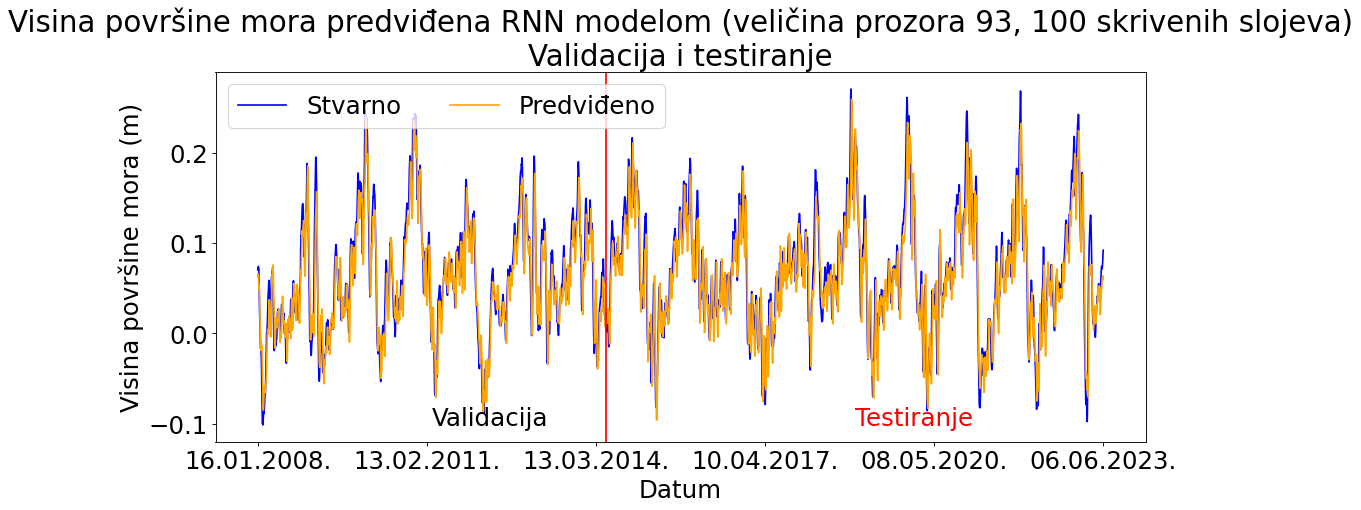 Visina površine mora predviđena RNN modelom (veličina prozora 93, 100 skrivenih slojeva)
Validacija i testiranje
Stvarno Predviđeno
Visina površine mora (m)
0.2
0.1
0.0
−0.1
Validacija Testiranje
16.01.2008. 13.02.2011. 13.03.2014. 10.04.2017. 08.05.2020. 06.06.2023.
Datum